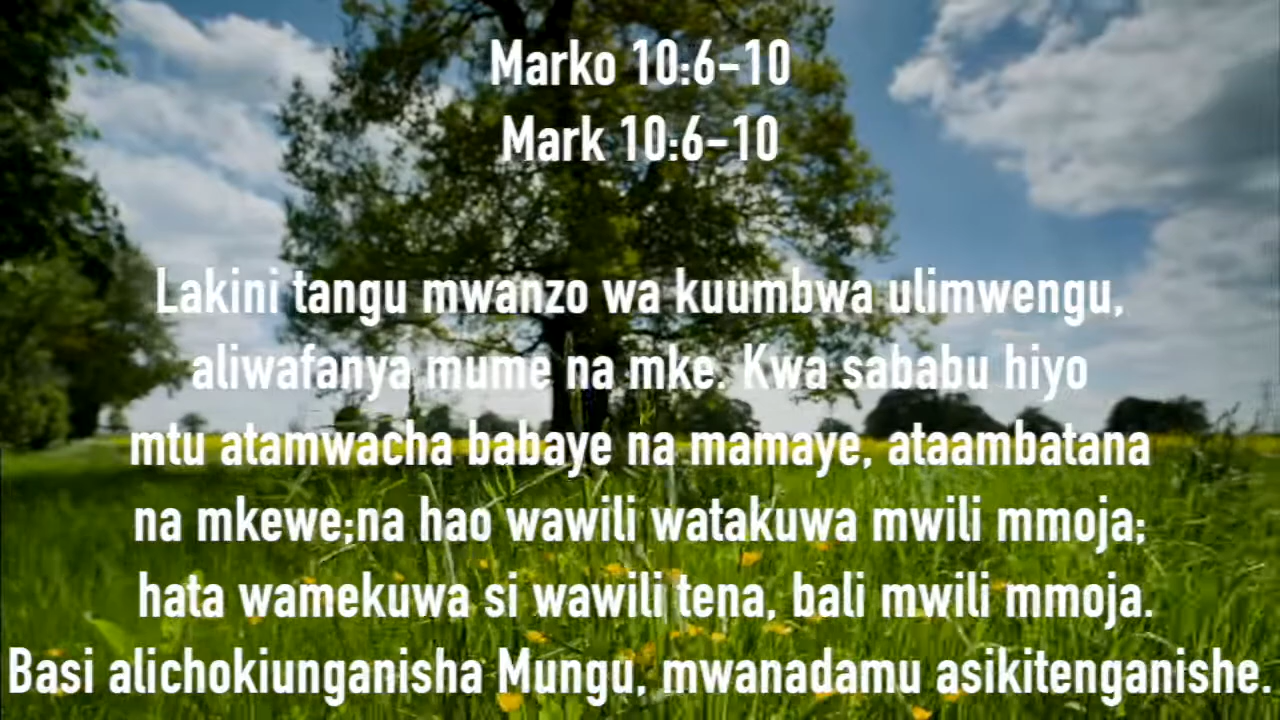 Marko 10:6-10
Mark 10:6-10
Lakini tangu mwanzo wa kuumbwa ulimwengu,
aliwafanya mume na mke. Kwa sababu hiyo
mtu atamwacha babaye na mamaye, ataambatana
na mkewe;na hao wawili watakuwa mwili mmoja;
hata wamekuwa si wawili tena, bali mwili mmoja.
Basi alichokiunganisha Mungu, mwanadamu asikitenganishe.